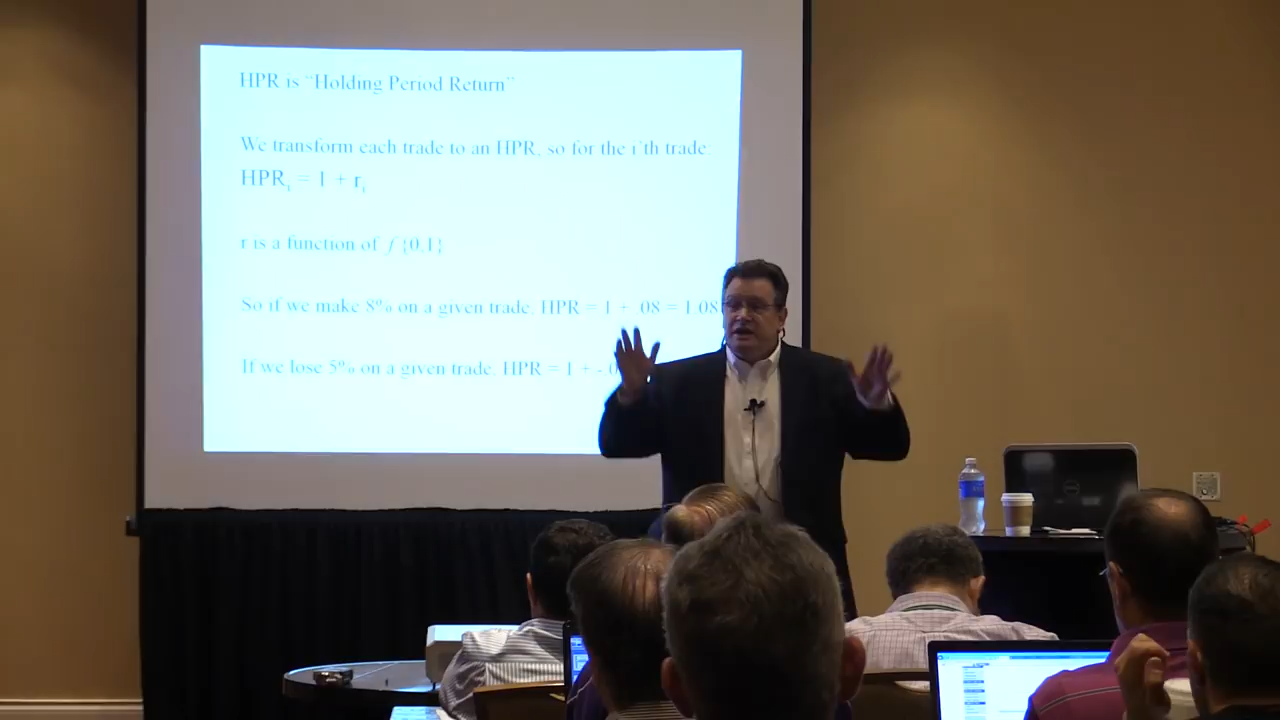 HPR is "Holding Period Return"
We transform each trade to an HPR, so for the i'th trade:
HPRi = 1 + ri
r is a function of f{0,1}
So if we make 8% on a given trade, HPR = 1 + .08 = 1.08
If we lose 5% on a given trade, HPR = 1 + -.0